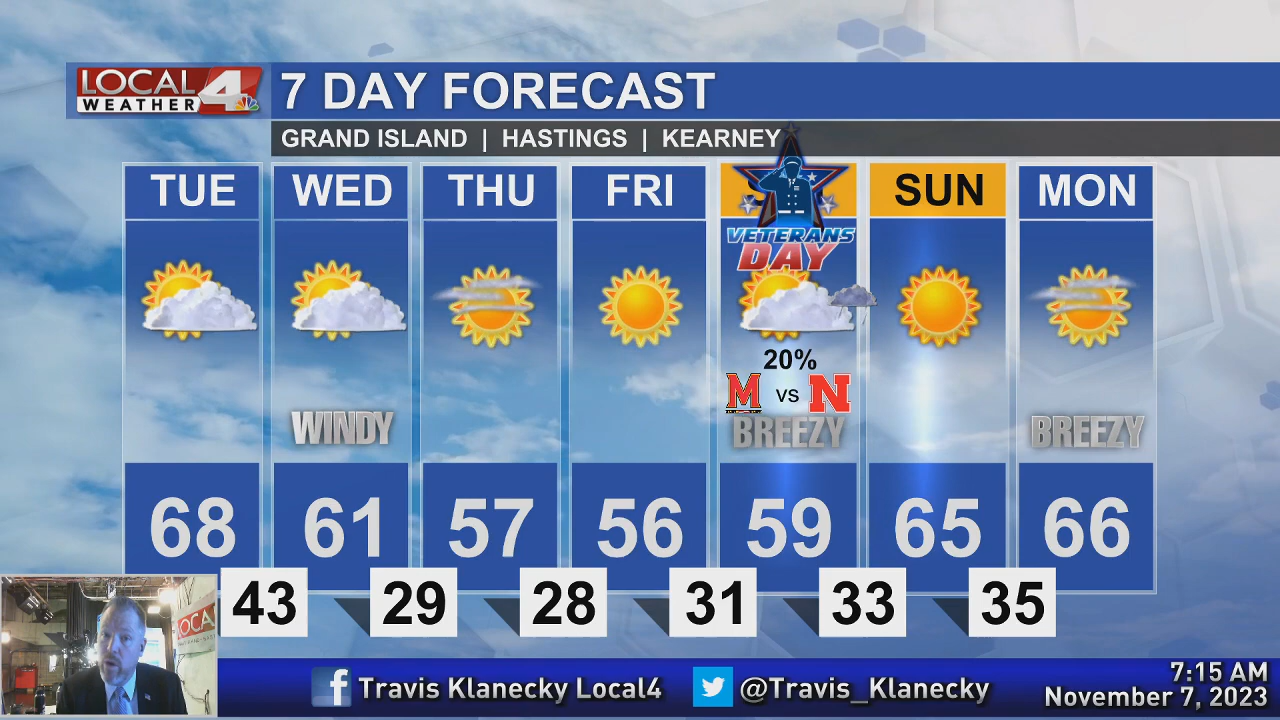 LOCAL 4
WEATHER
7 DAY FORECAST
GRAND ISLAND | HASTINGS | KEARNEY
TUE WED THU FRI SUN MON
VETERANS
DAY
20%
M vs N
WINDY BREEZY BREEZY
68 61 57 56 59 65 66
43 29 28 31 33 35
LOCA
f Travis Klanecky Local4 @Travis_Klanecky
7:15 AM
November 7, 2023